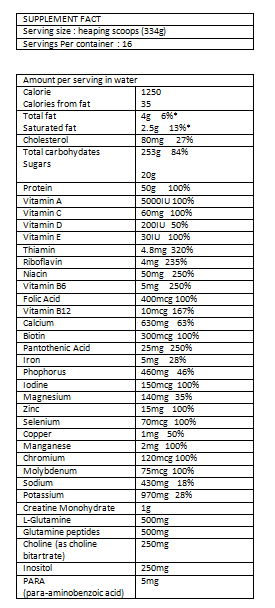 SUPPLEMENT FACT
Serving size : heaping scoops (334g)
Servings Per container : 16
Amount per serving in water
Calorie 1250
Calories from fat 35
Total fat 4g 6%*
Saturated fat 2.5g 13%*
Cholesterol 80mg 27%
Total carbohydrates 253g 84%
Sugars
20g
Protein 50g 100%
Vitamin A 5000IU 100%
Vitamin C 60mg 100%
Vitamin D 200IU 50%
Vitamin E 30IU 100%
Thiamin 4.8mg 320%
Riboflavin 4mg 235%
Niacin 50mg 250%
Vitamin B6 5mg 250%
Folic Acid 400mcg 100%
Vitamin B12 10mcg 167%
Calcium 630mg 63%
Biotin 300mcg 100%
Pantothenic Acid 25mg 250%
Iron 5mg 28%
Phophorus 460mg 46%
Iodine 150mcg 100%
Magnesium 140mg 35%
Zinc 15mg 100%
Selenium 70mcg 100%
Copper 1mg 50%
Manganese 2mg 100%
Chromium 120mcg 100%
Molybdenum 75mcg 100%
Sodium 430mg 18%
Potassium 970mg 28%
Creatine Monohydrate 1g
L-Glutamine 500mg
Glutamine peptides 500mg
Choline (as choline 250mg
bitartrate)
Inositol 250mg
PARA 5mg
(para-aminobenzoic acid)